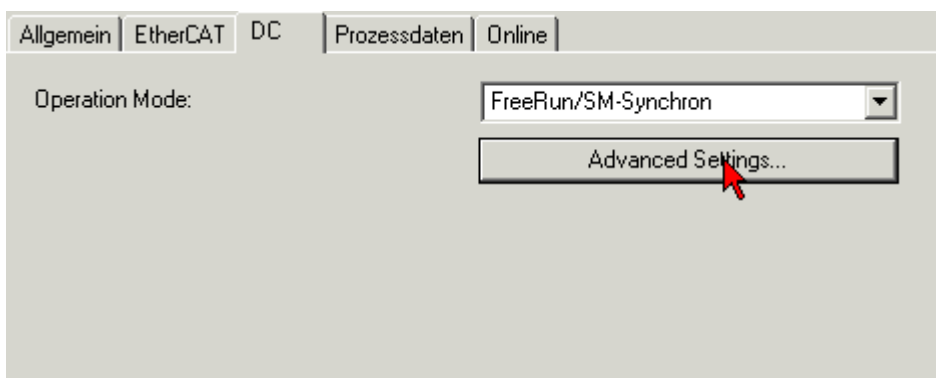 Allgemein EtherCAT DC Prozessdaten Online
Operation Mode: FreeRun/SM-Synchron
Advanced Settings...